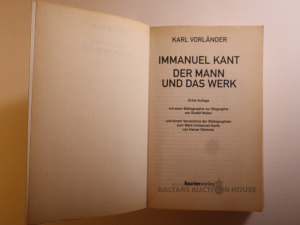 KARL VORLÄNDER
IMMANUEL KANT
DER MANN
UND DAS WERK
Dritte Auflage
mit einer Bibliographie zur Biographie
von Rudolf Malter
und einem Verzeichnis der Bibliographien
zum Werk Immanuel Kants
von Heiner Klemme
fourierverlag
BALTARS AUCTION HOUSE